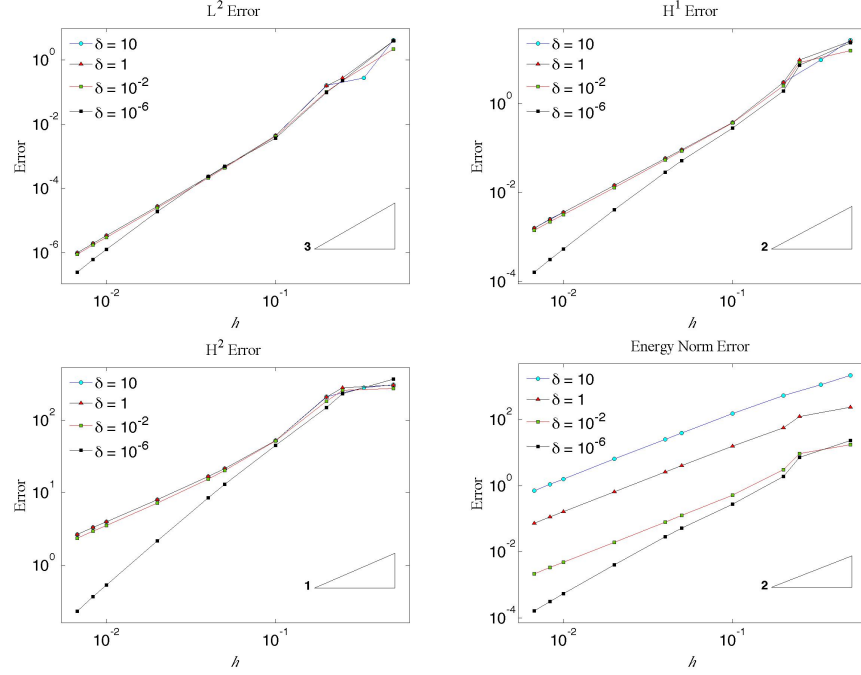 L² Error
δ = 10
δ = 1
δ = 10⁻²
δ = 10⁻⁶
10⁰
10⁻²
10⁻⁴
10⁻⁶
Error
3
10⁻² 10⁻¹
h
H¹ Error
δ = 10
δ = 1
δ = 10⁻²
δ = 10⁻⁶
10⁰
10⁻²
10⁻⁴
Error
2
10⁻² 10⁻¹
h
H² Error
δ = 10
δ = 1
δ = 10⁻²
δ = 10⁻⁶
10²
10¹
10⁰
Error
1
10⁻² 10⁻¹
h
Energy Norm Error
δ = 10
δ = 1
δ = 10⁻²
δ = 10⁻⁶
10²
10⁰
10⁻²
10⁻⁴
Error
2
10⁻² 10⁻¹
h